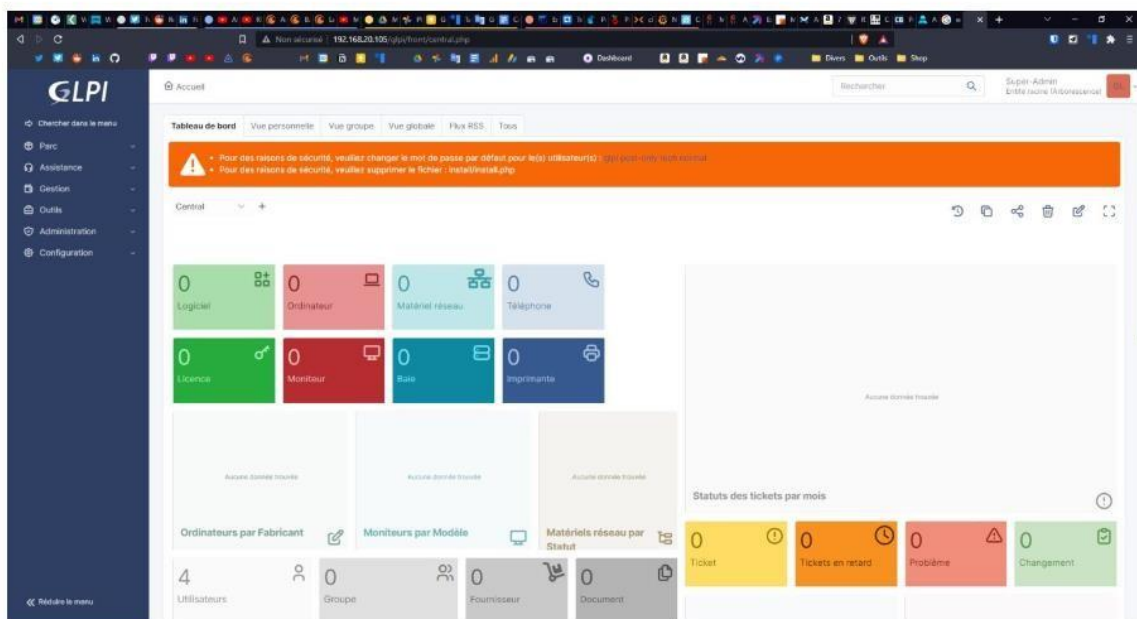 Non sécurisé | 192.168.20.105/glpi/front/central.php
Dashboard
Divers
Outils
Shop
GLPI
Accueil
Rechercher
Super-Admin
Entité racine (Arborescence)
GL
Chercher dans le menu
Parc
Assistance
Gestion
Outils
Administration
Configuration
Tableau de bord Vue personnelle Vue groupe Vue globale Flux RSS Tous
• Pour des raisons de sécurité, veuillez changer le mot de passe par défaut pour le(s) utilisateur(s) : glpi post-only tech normal
• Pour des raisons de sécurité, veuillez supprimer le fichier : install/install.php
Central
0
Logiciel
0
Ordinateur
0
Matériel réseau
0
Téléphone
0
Licence
0
Moniteur
0
Baie
0
Imprimante
Aucune donnée trouvée
Statuts des tickets par mois
Aucune donnée trouvée
Ordinateurs par Fabricant
Aucune donnée trouvée
Moniteurs par Modèle
Aucune donnée trouvée
Matériels réseau par
Statut
0
Ticket
0
Tickets en retard
0
Problème
0
Changement
4
Utilisateurs
0
Groupe
0
Fournisseur
0
Document
Réduire le menu